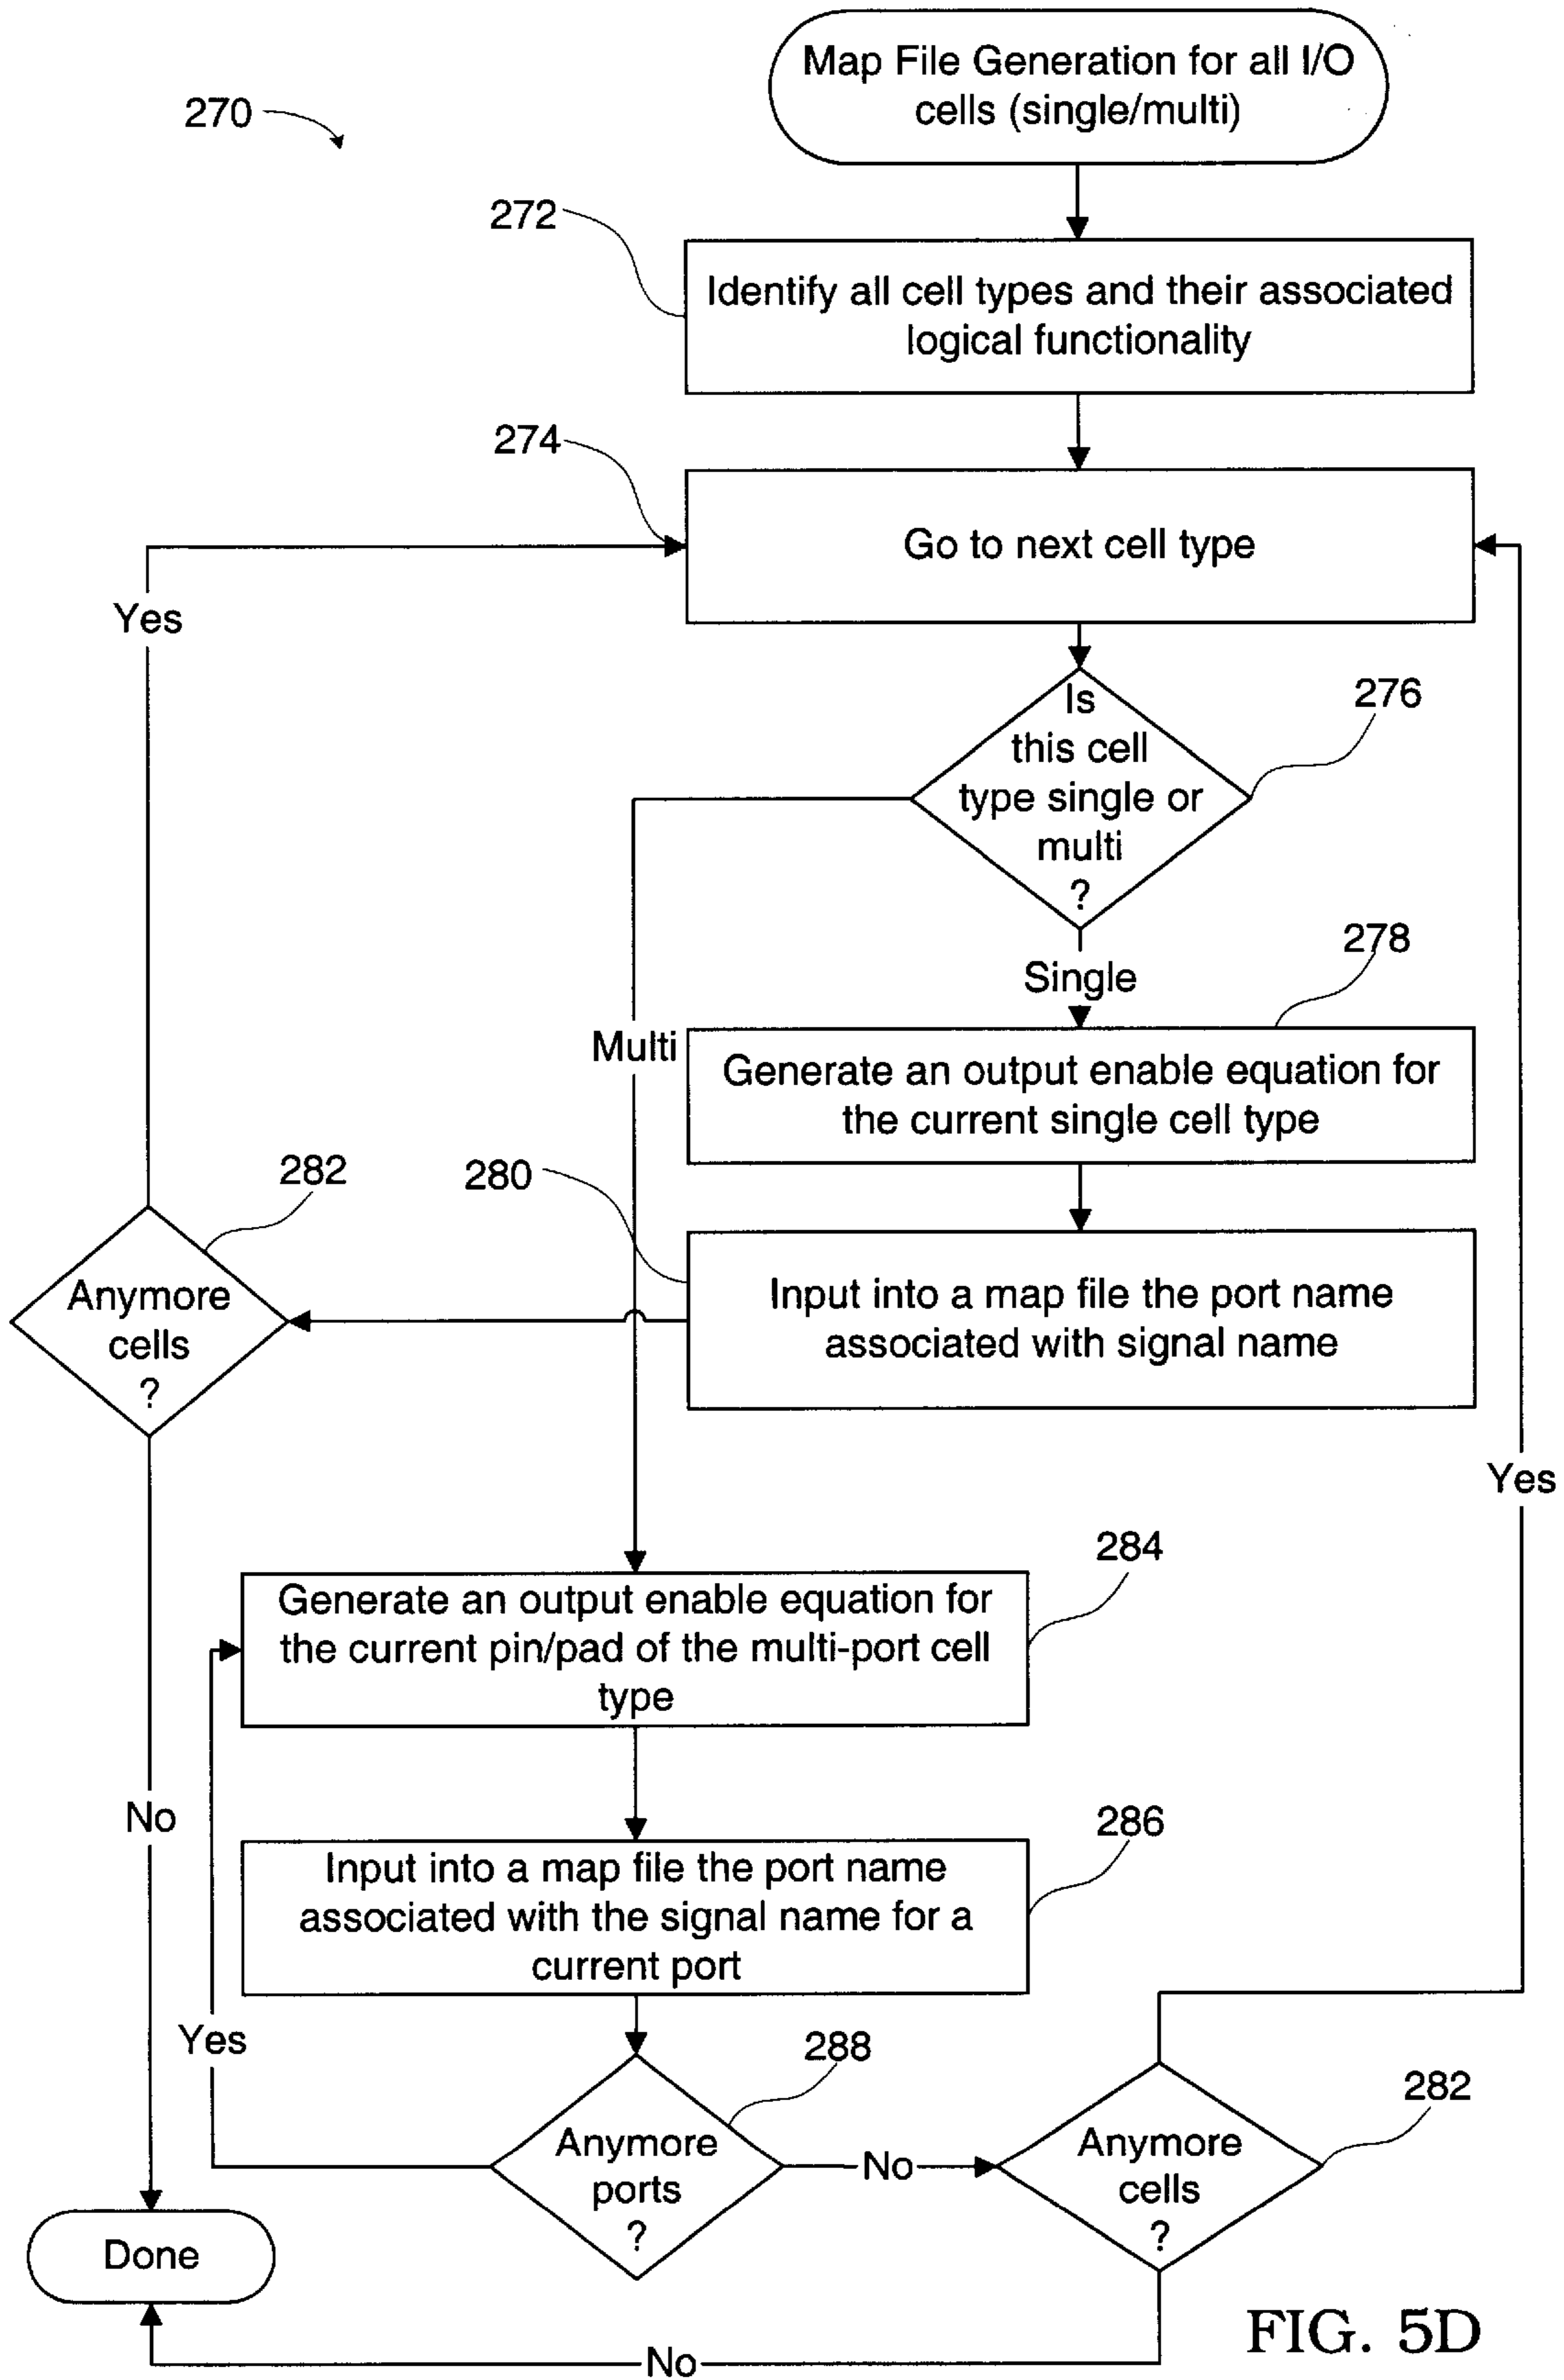 Map File Generation for all I/O
cells (single/multi)
270
272
Identify all cell types and their associated
logical functionality
274
Go to next cell type
Yes
Is
this cell
type single or
multi
?
276
278
Single
Multi
Generate an output enable equation for
the current single cell type
282
280
Anymore
cells
?
Input into a map file the port name
associated with signal name
Yes
284
Generate an output enable equation for
the current pin/pad of the multi-port cell
type
No
286
Input into a map file the port name
associated with the signal name for a
current port
Yes
288
282
Anymore
ports
?
No
Anymore
cells
?
Done
No
FIG. 5D